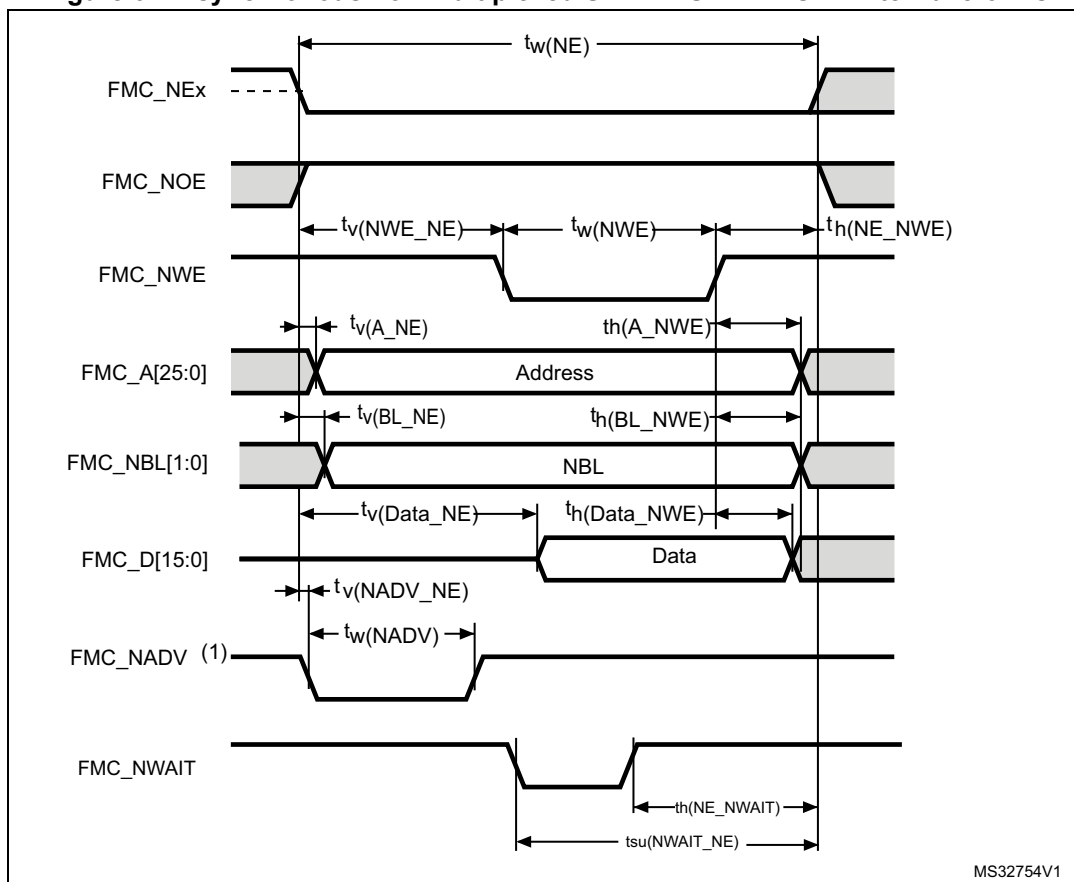 tw(NE)
FMC_NEx
FMC_NOE
tv(NWE_NE) tw(NWE) th(NE_NWE)
FMC_NWE
tv(A_NE) th(A_NWE)
FMC_A[25:0] Address
tv(BL_NE) th(BL_NWE)
FMC_NBL[1:0] NBL
tv(Data_NE) th(Data_NWE)
FMC_D[15:0] Data
tv(NADV_NE)
tw(NADV)
FMC_NADV (1)
FMC_NWAIT
th(NE_NWAIT)
tsu(NWAIT_NE)
MS32754V1